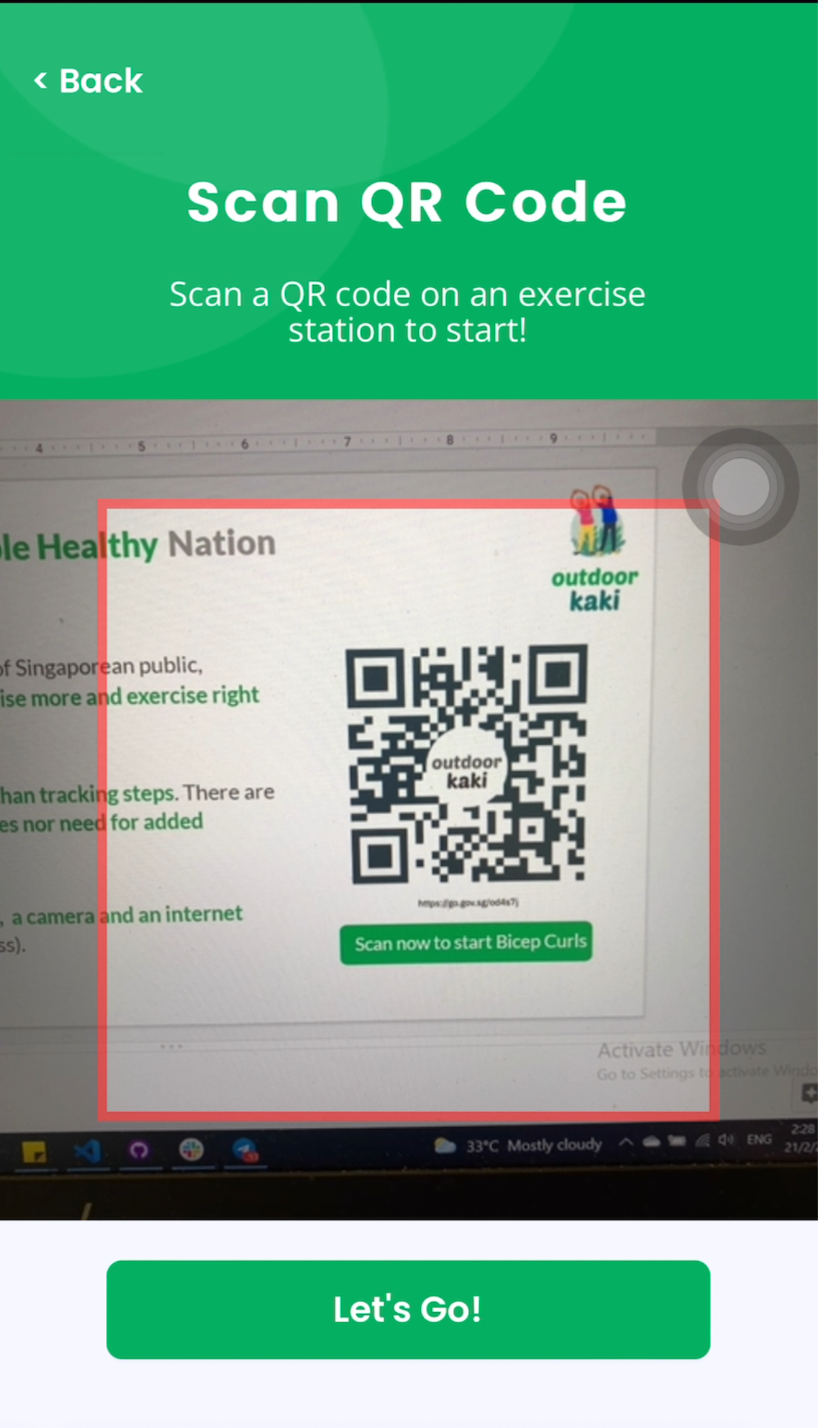 < Back
Scan QR Code
Scan a QR code on an exercise
station to start!
4 5 6 7 8 9
le Healthy Nation
outdoor
kaki
of Singaporean public,
ise more and exercise right
outdoor
kaki
han tracking steps. There are
es nor need for added
https://go.gov.sg/od4s7j
, a camera and an internet
ss).
Scan now to start Bicep Curls
Activate Windows
Go to Settings to activate Windo
33°C Mostly cloudy
ENG
2:28
21/2/
Let's Go!